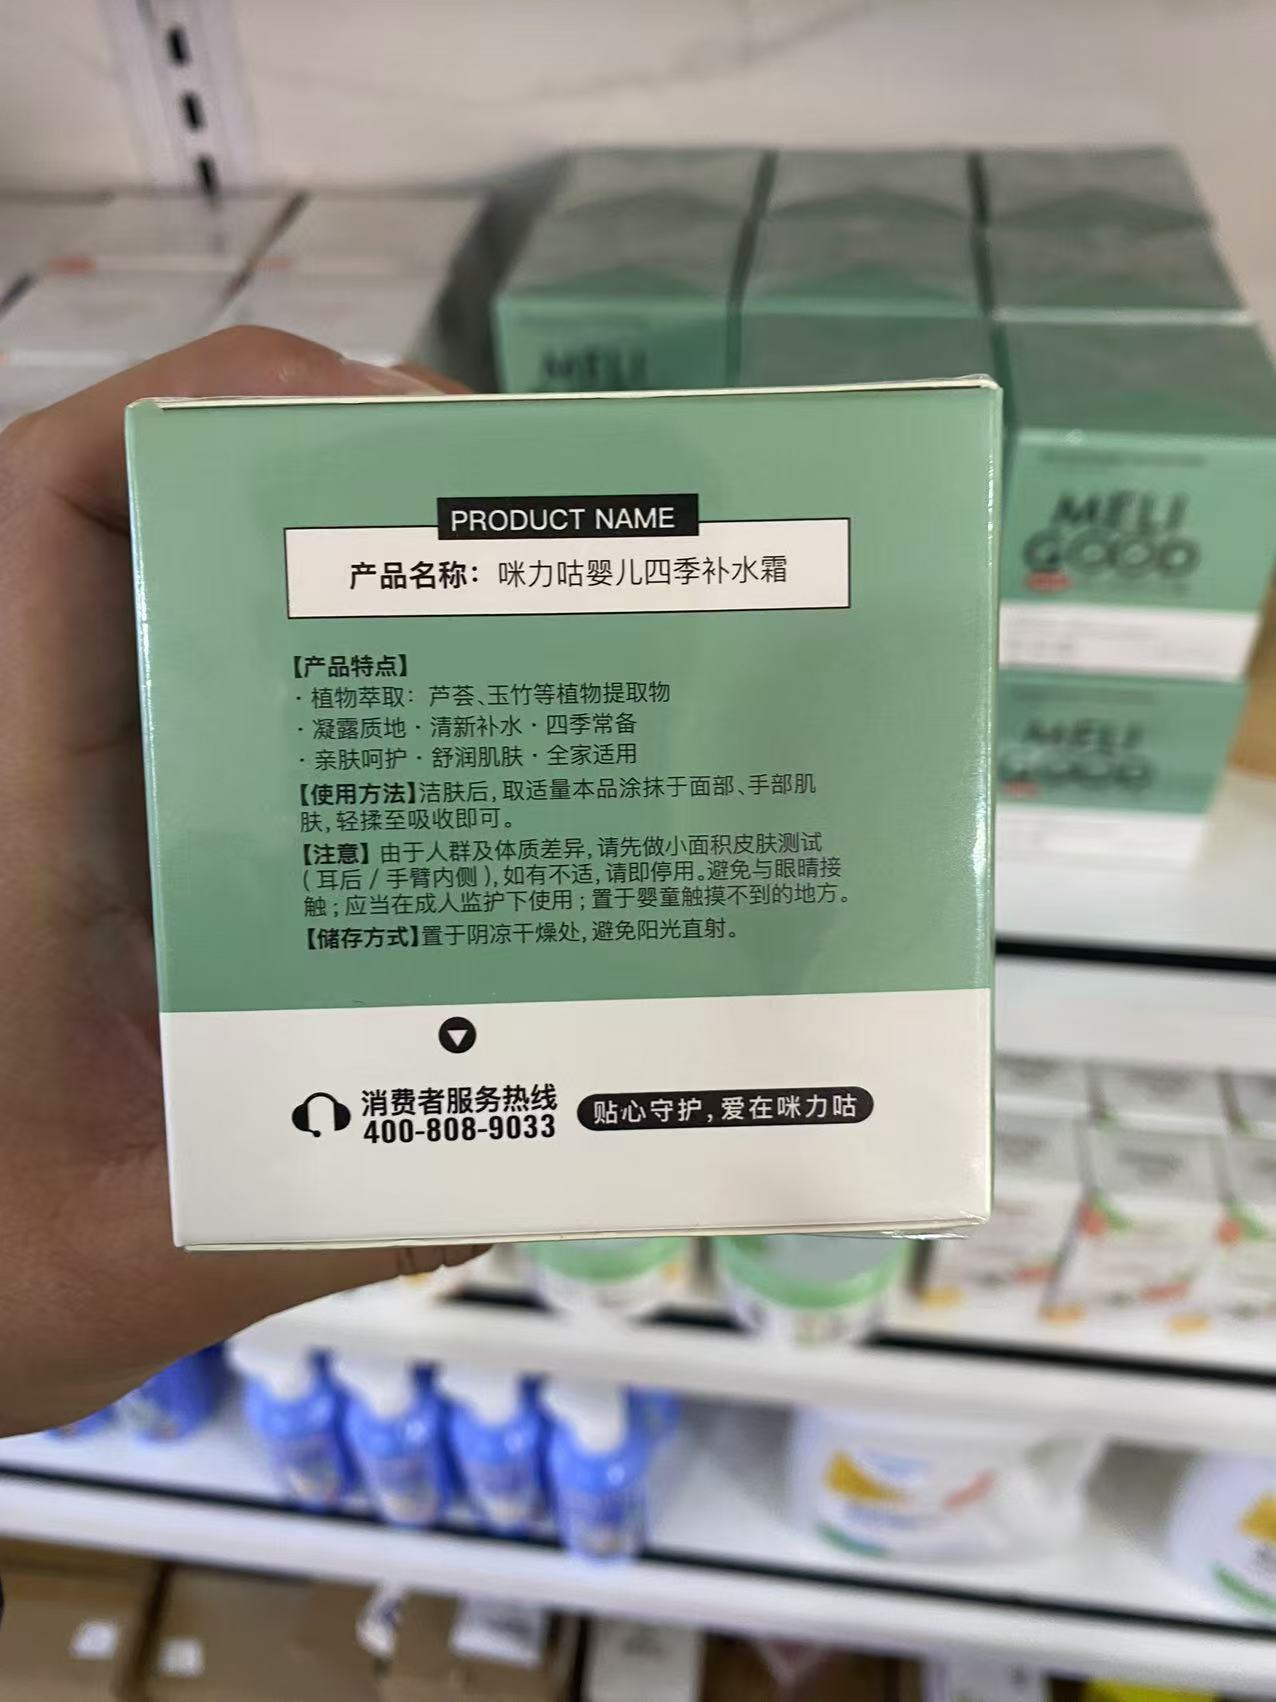 MELI
PRODUCT NAME
产品名称：咪力咕婴儿四季补水霜
【产品特点】
·植物萃取：芦荟、玉竹等植物提取物
·凝露质地·清新补水·四季常备
·亲肤呵护·舒润肌肤·全家适用
【使用方法】洁肤后,取适量本品涂抹于面部、手部肌
肤,轻揉至吸收即可。
【注意】由于人群及体质差异,请先做小面积皮肤测试
(耳后/手臂内侧),如有不适,请即停用。避免与眼睛接
触;应当在成人监护下使用;置于婴童触摸不到的地方。
【储存方式】置于阴凉干燥处,避免阳光直射。
消费者服务热线
400-808-9033
贴心守护,爱在咪力咕
MELI
GOOD
MELI
GOOD